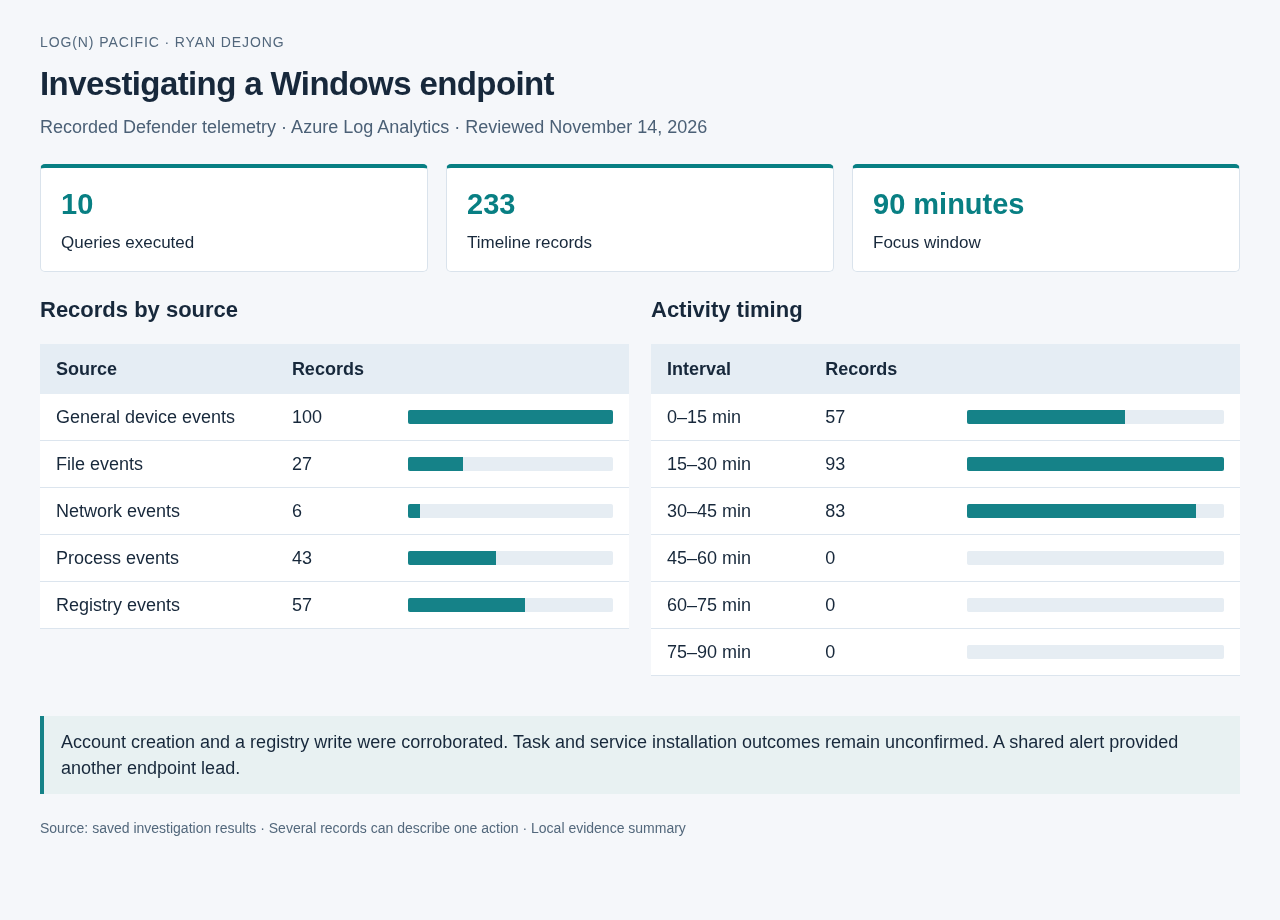 LOG(N) PACIFIC · RYAN DEJONG
Investigating a Windows endpoint
Recorded Defender telemetry · Azure Log Analytics · Reviewed November 14, 2026
10
Queries executed
233
Timeline records
90 minutes
Focus window
Records by source
Source Records
General device events 100
File events 27
Network events 6
Process events 43
Registry events 57
Activity timing
Interval Records
0–15 min 57
15–30 min 93
30–45 min 83
45–60 min 0
60–75 min 0
75–90 min 0
Account creation and a registry write were corroborated. Task and service installation outcomes remain unconfirmed. A shared alert provided
another endpoint lead.
Source: saved investigation results · Several records can describe one action · Local evidence summary